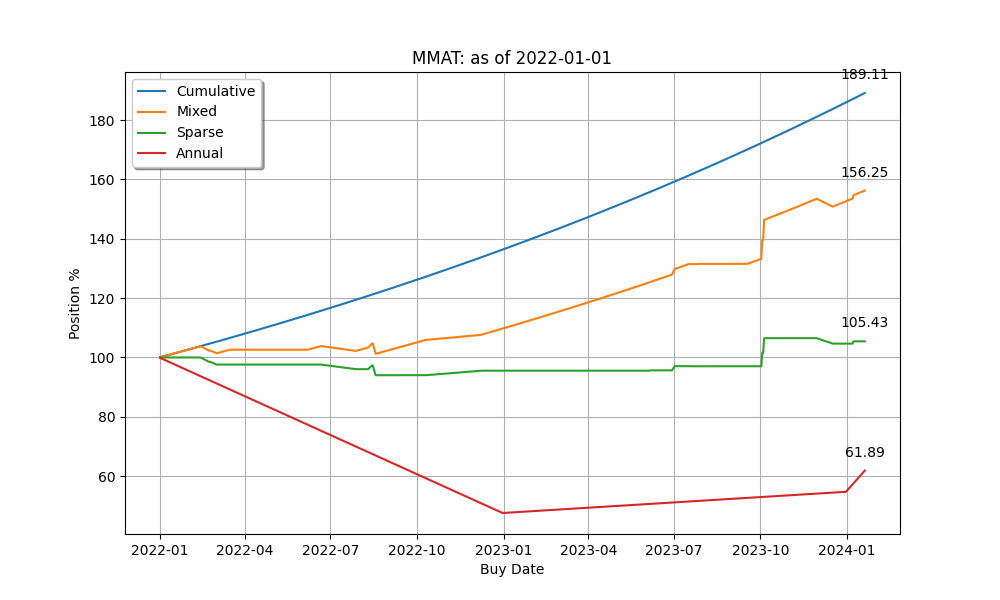 MMAT: as of 2022-01-01
189.11
Cumulative
Mixed
Sparse
Annual
156.25
105.43
61.89
Position %
180
160
140
120
100
80
60
2022-01 2022-04 2022-07 2022-10 2023-01 2023-04 2023-07 2023-10 2024-01
Buy Date